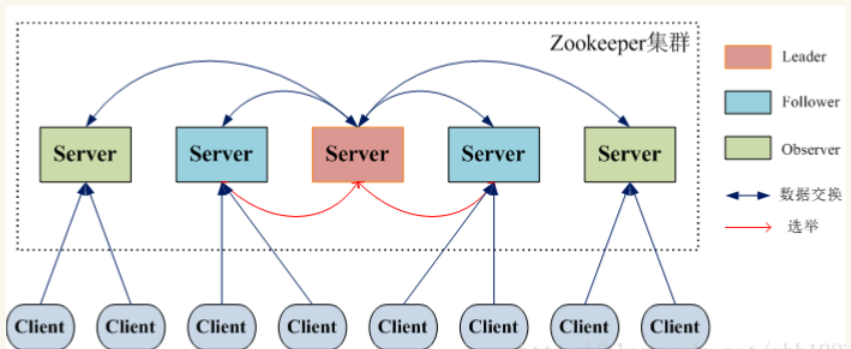 Zookeeper集群
Leader
Follower
Observer
数据交换
选举
Server
Server
Server
Server
Server
Client
Client
Client
Client
Client
Client
Client
Client